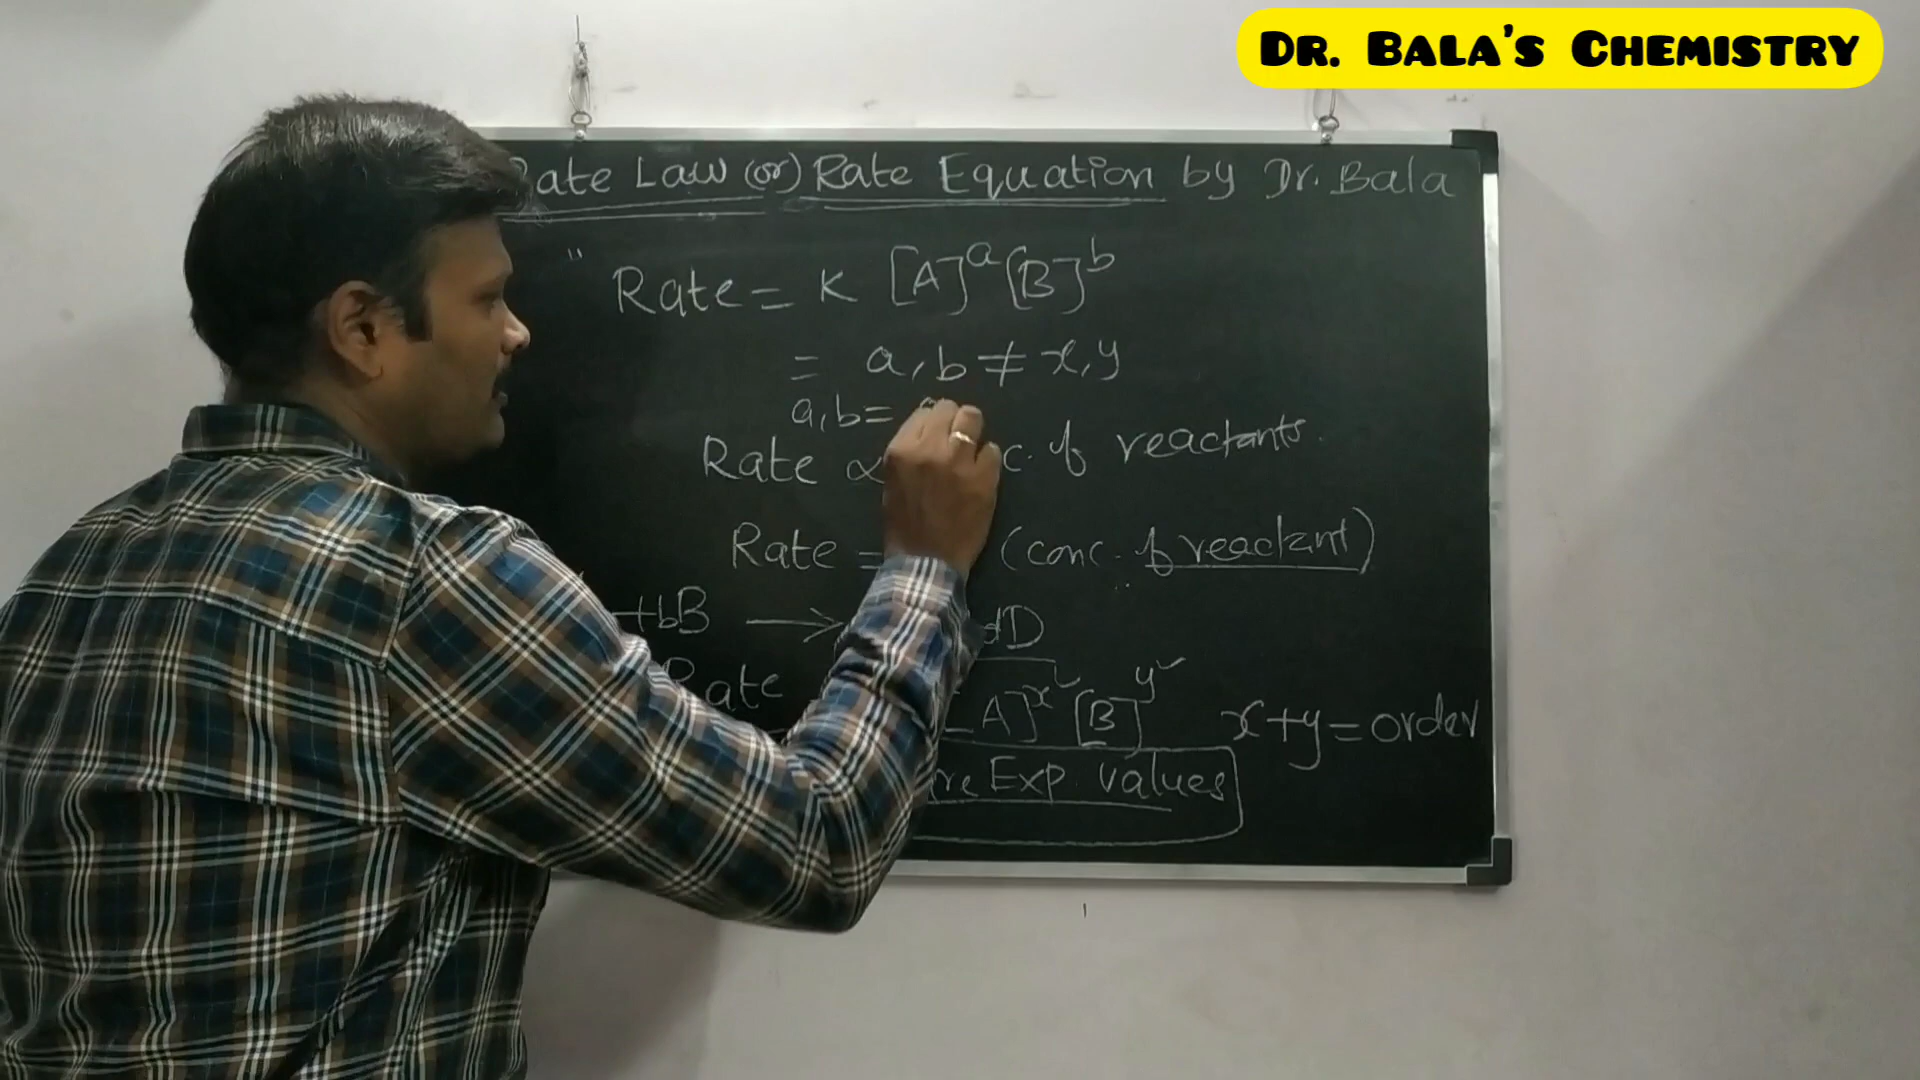 DR. BALA'S CHEMISTRY
Rate Law (or) Rate Equation by Dr. Bala
" Rate = K [A]ᵃ [B]ᵇ
= a, b ≠ x, y
a, b =
Rate ∝ c. of reactants.
Rate = (conc. of reactant)
+bB ⟶ dD
Rate [A]ˣ [B]ʸ x+y = order
Exp. values